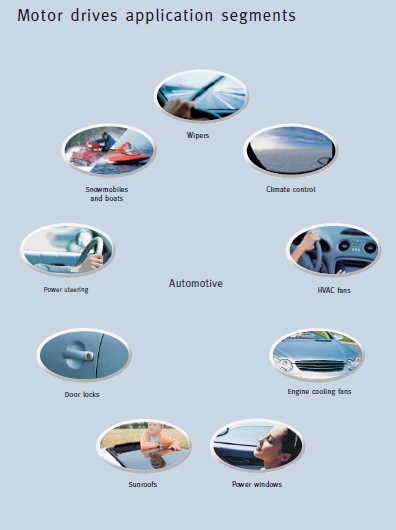 Motor drives application segments
Wipers
Snowmobiles
and boats
Climate control
Power steering
Automotive
HVAC fans
Door locks
Engine cooling fans
Sunroofs
Power windows